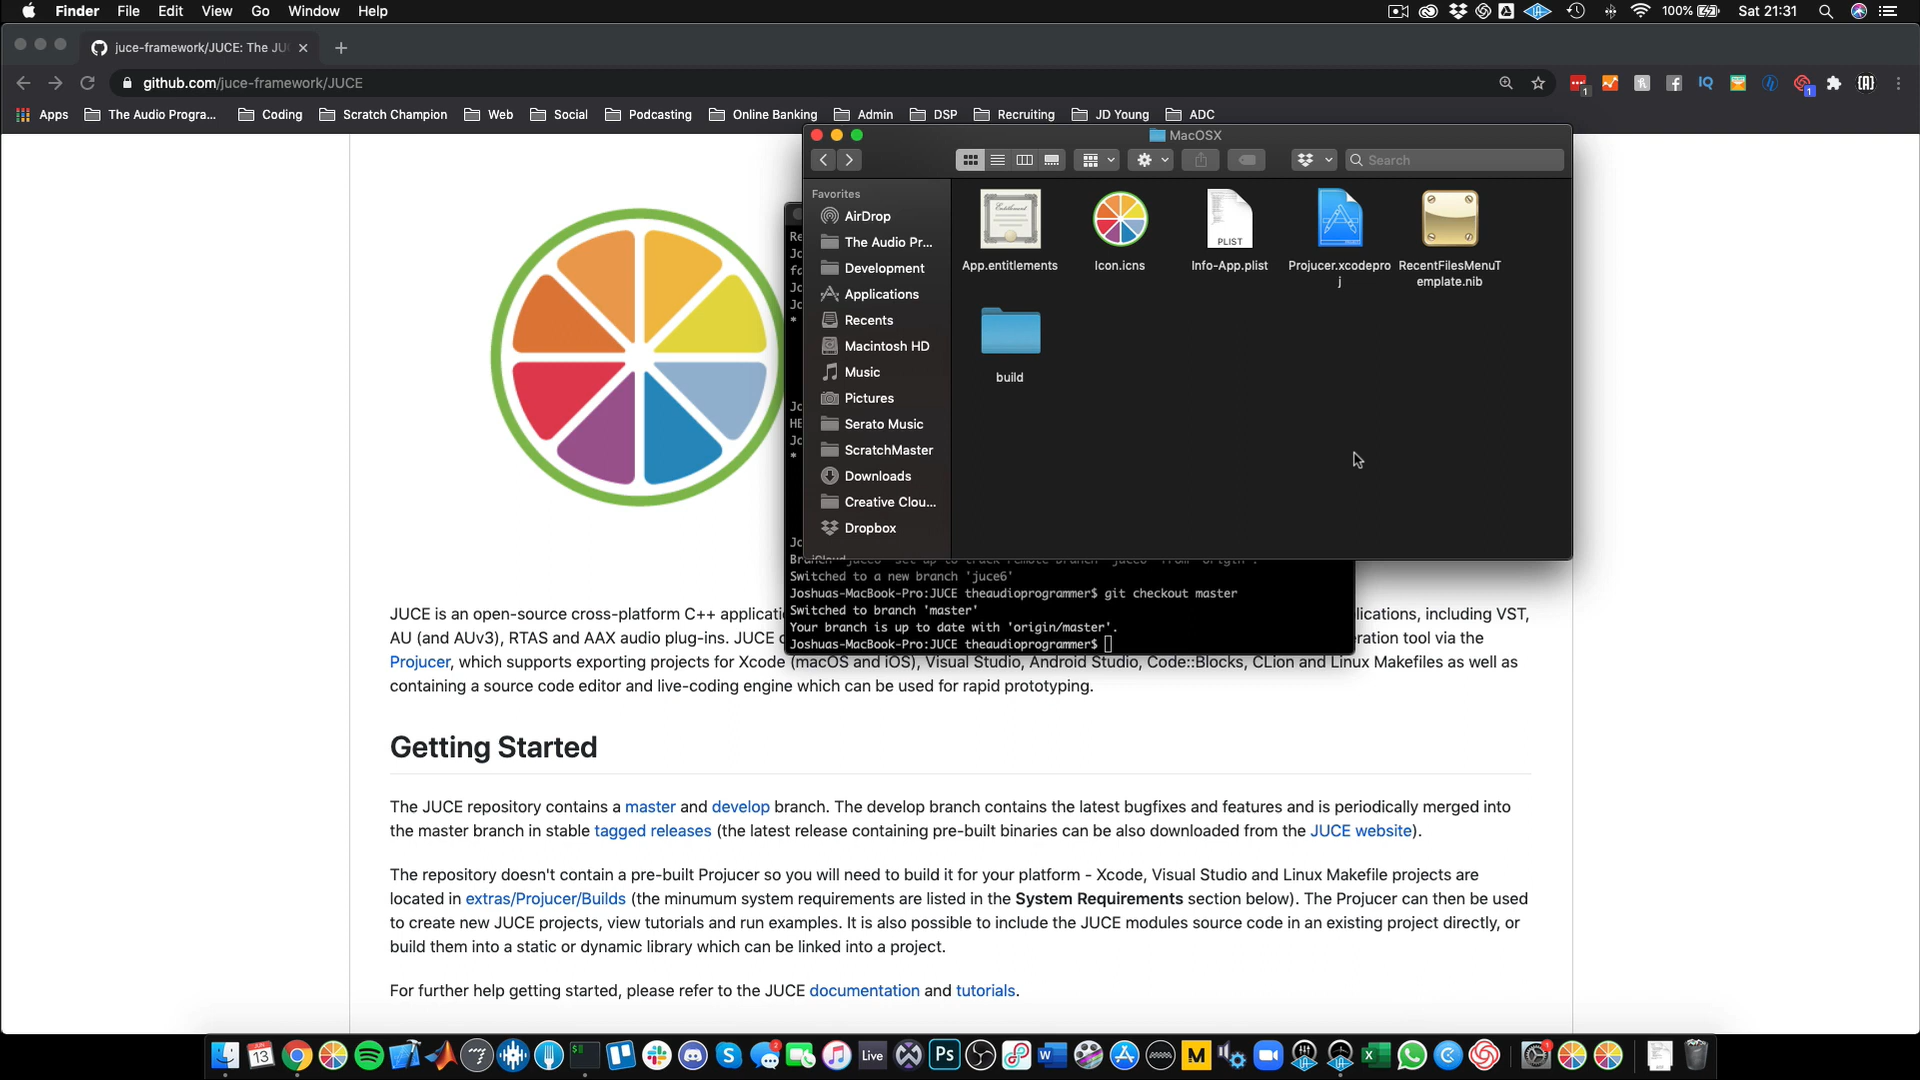 Finder File Edit View Go Window Help
100% Sat 21:31
juce-framework/JUCE: The JU
github.com/juce-framework/JUCE
Apps The Audio Progra... Coding Scratch Champion Web Social Podcasting Online Banking Admin DSP Recruiting JD Young ADC
MacOSX
Search
Favorites
AirDrop
The Audio Pr...
Development
Applications
Recents
Macintosh HD
Music
Pictures
Serato Music
ScratchMaster
Downloads
Creative Clou...
Dropbox
iCloud
PLIST
App.entitlements
Icon.icns
Info-App.plist
Projucer.xcodeproj
RecentFilesMenuTemplate.nib
build
Switched to a new branch 'juce6'
Joshuas-MacBook-Pro:JUCE theaudioprogrammer$ git checkout master
Switched to branch 'master'
Your branch is up to date with 'origin/master'.
Joshuas-MacBook-Pro:JUCE theaudioprogrammer$
JUCE is an open-source cross-platform C++ applicati lications, including VST,
AU (and AUv3), RTAS and AAX audio plug-ins. JUCE eration tool via the
Projucer, which supports exporting projects for Xcode (macOS and iOS), Visual Studio, Android Studio, Code::Blocks, CLion and Linux Makefiles as well as
containing a source code editor and live-coding engine which can be used for rapid prototyping.
Getting Started
The JUCE repository contains a master and develop branch. The develop branch contains the latest bugfixes and features and is periodically merged into
the master branch in stable tagged releases (the latest release containing pre-built binaries can be also downloaded from the JUCE website).
The repository doesn't contain a pre-built Projucer so you will need to build it for your platform - Xcode, Visual Studio and Linux Makefile projects are
located in extras/Projucer/Builds (the minumum system requirements are listed in the System Requirements section below). The Projucer can then be used
to create new JUCE projects, view tutorials and run examples. It is also possible to include the JUCE modules source code in an existing project directly, or
build them into a static or dynamic library which can be linked into a project.
For further help getting started, please refer to the JUCE documentation and tutorials.